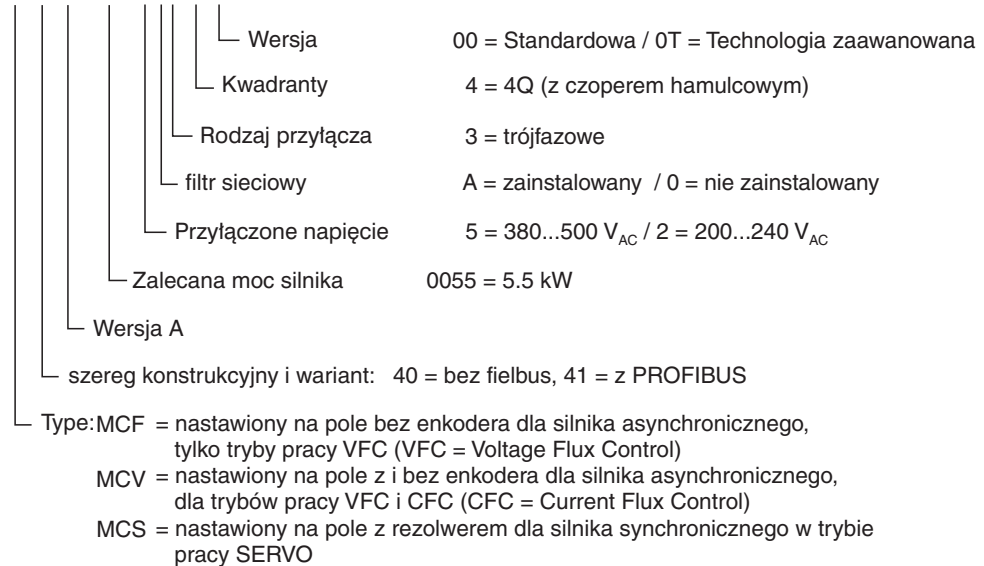 Wersja 00 = Standardowa / 0T = Technologia zaawanowana
Kwadranty 4 = 4Q (z czoperem hamulcowym)
Rodzaj przyłącza 3 = trójfazowe
filtr sieciowy A = zainstalowany / 0 = nie zainstalowany
Przyłączone napięcie 5 = 380...500 VAC / 2 = 200...240 VAC
Zalecana moc silnika 0055 = 5.5 kW
Wersja A
szereg konstrukcyjny i wariant: 40 = bez fielbus, 41 = z PROFIBUS
Type: MCF = nastawiony na pole bez enkodera dla silnika asynchronicznego,
tylko tryby pracy VFC (VFC = Voltage Flux Control)
MCV = nastawiony na pole z i bez enkodera dla silnika asynchronicznego,
dla trybów pracy VFC i CFC (CFC = Current Flux Control)
MCS = nastawiony na pole z rezolwerem dla silnika synchronicznego w trybie
pracy SERVO